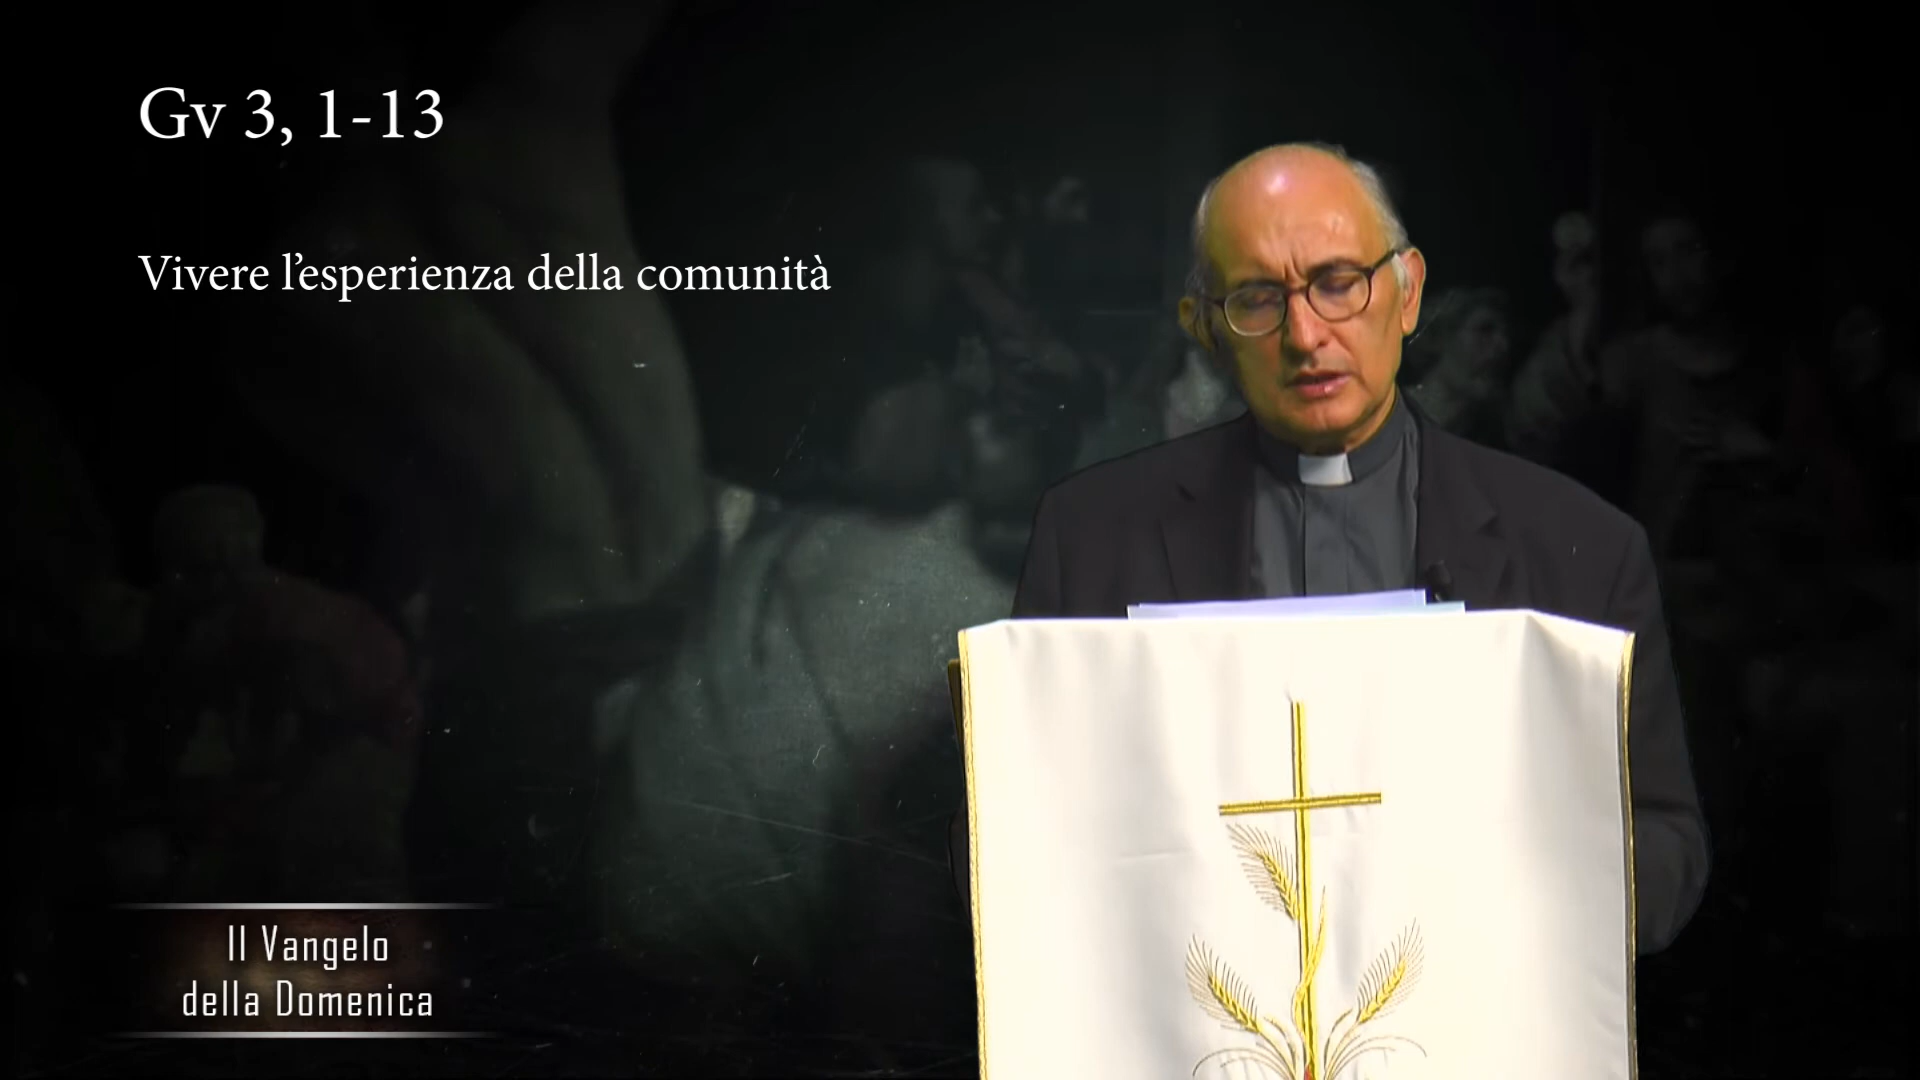 Gv 3, 1-13
Vivere l’esperienza della comunità
Il Vangelo
della Domenica